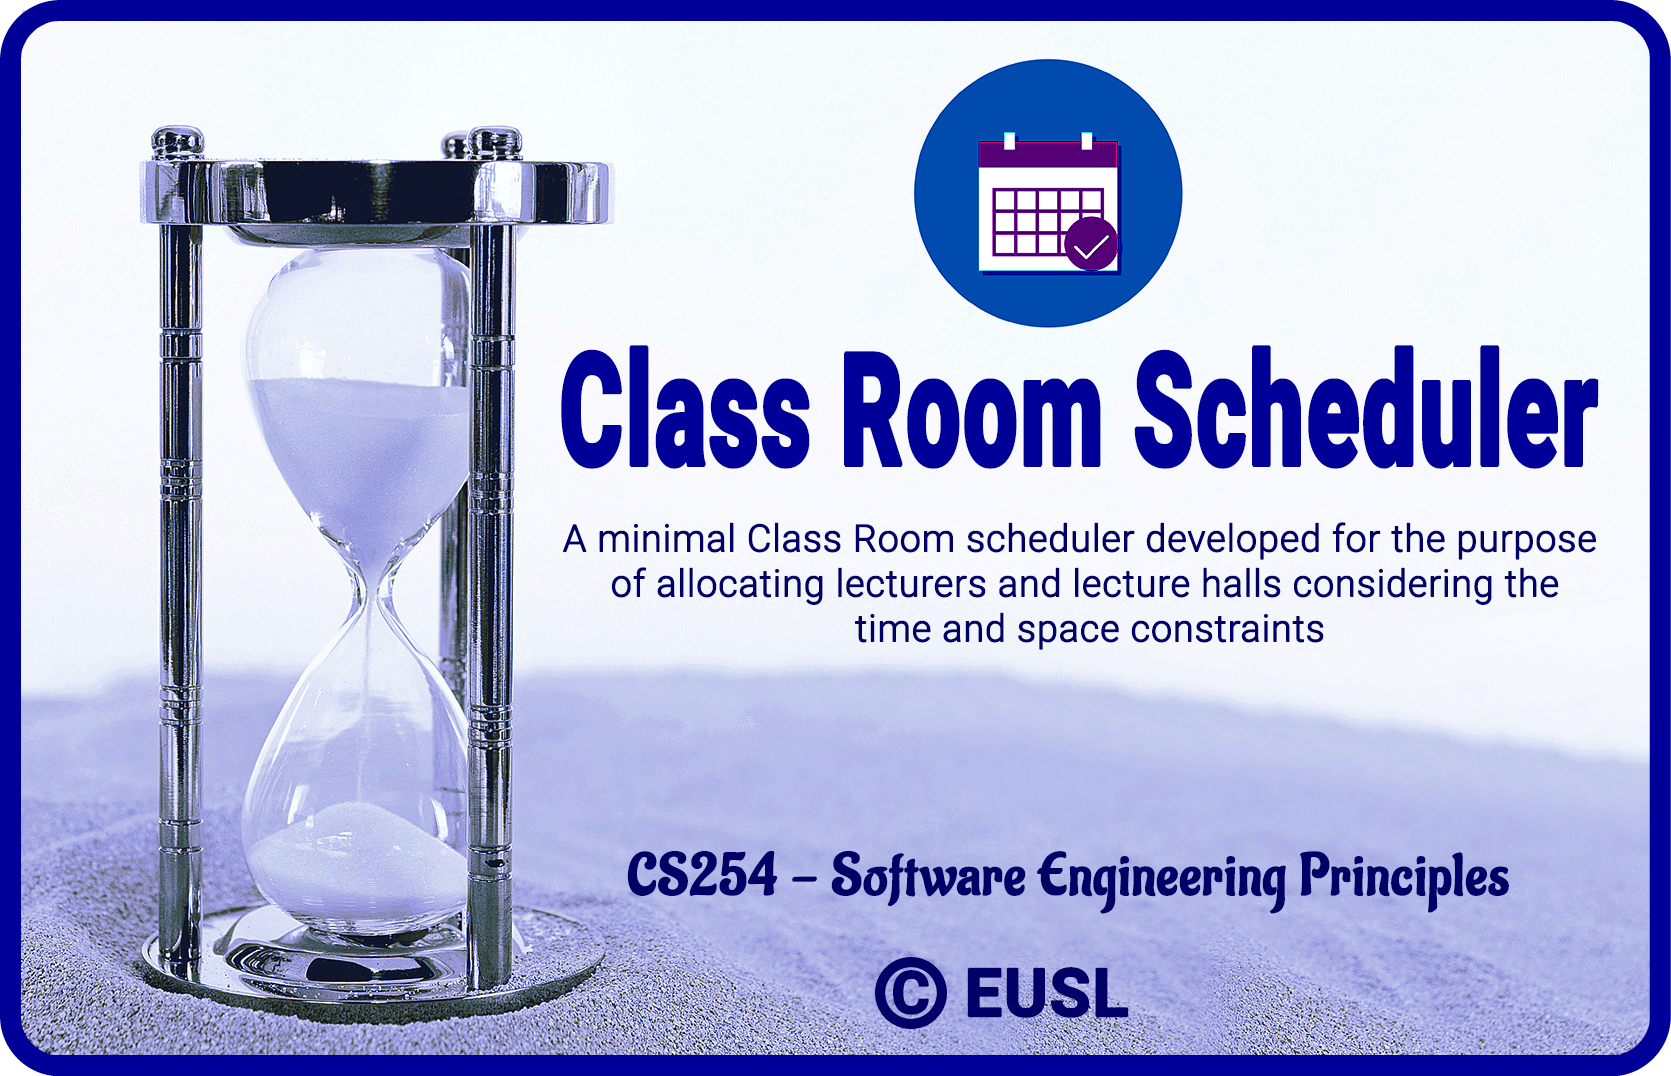 Class Room Scheduler
A minimal Class Room scheduler developed for the purpose
of allocating lecturers and lecture halls considering the
time and space constraints
CS254 – Software Engineering Principles
© EUSL